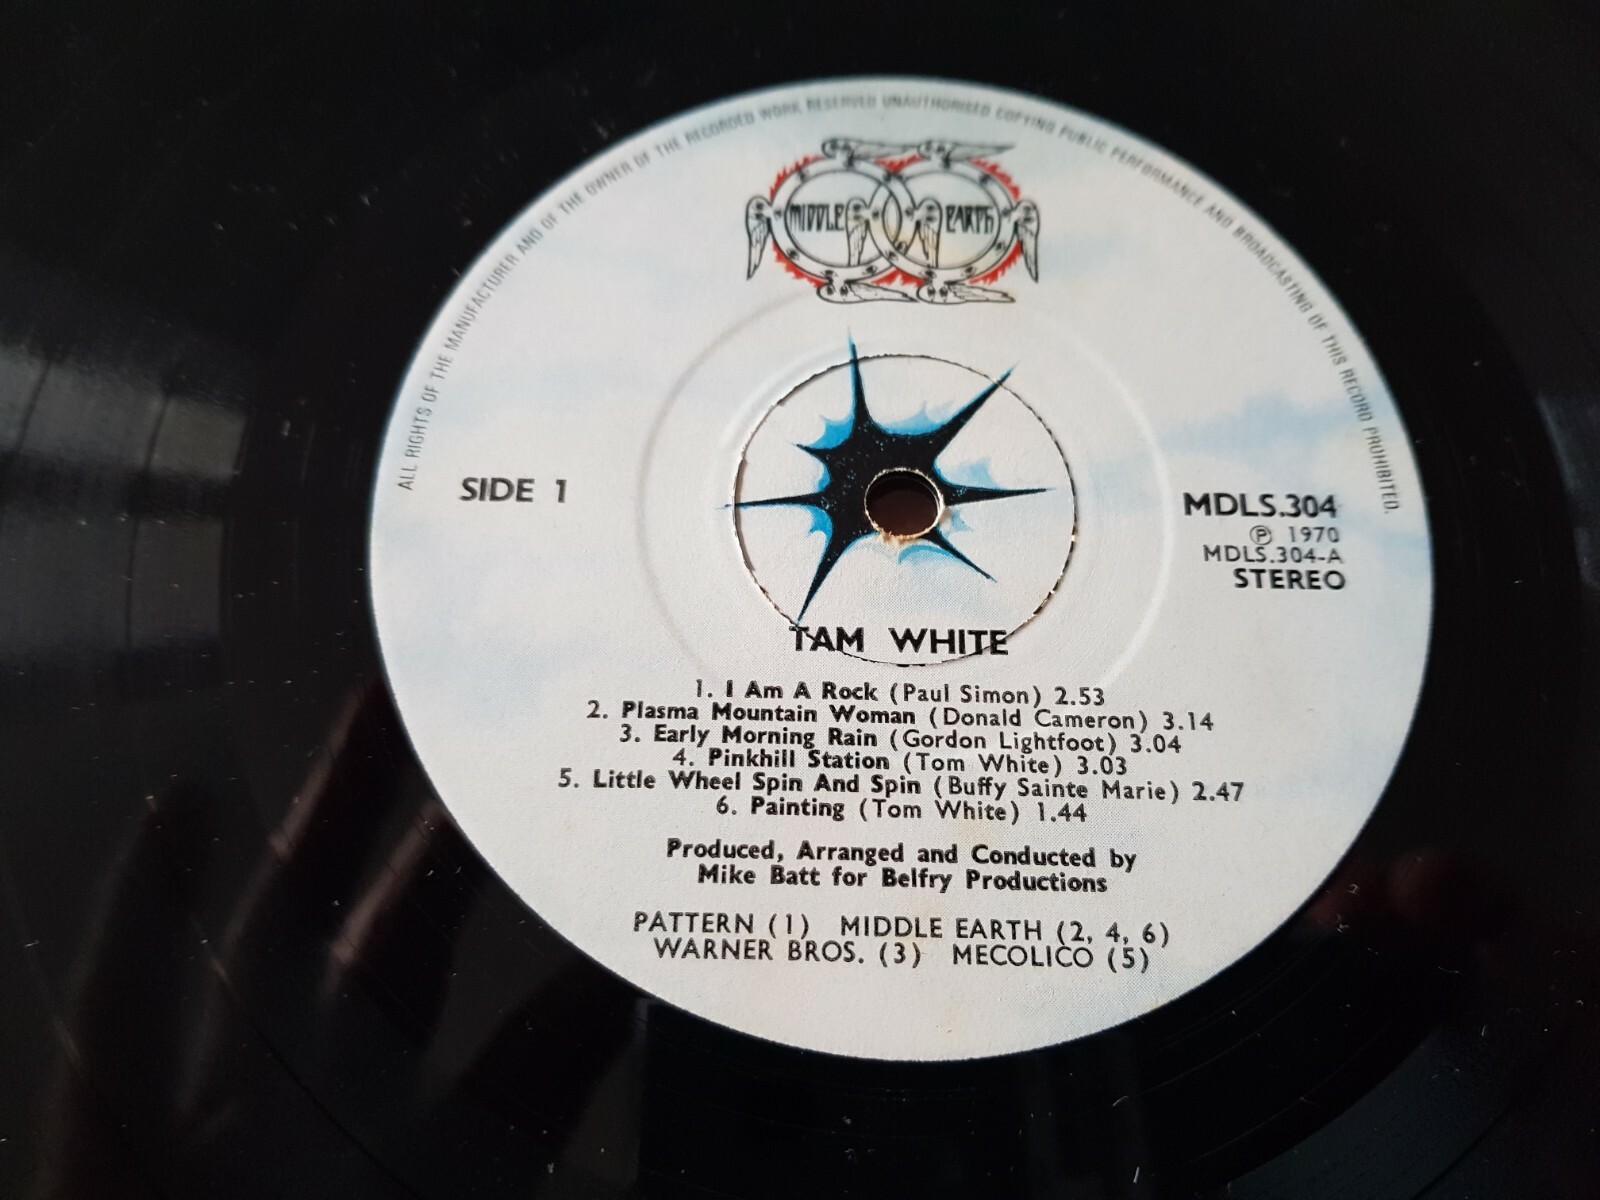 ALL RIGHTS OF THE MANUFACTURER AND OF THE OWNER OF THE RECORDED WORK RESERVED UNAUTHORISED COPYING PUBLIC PERFORMANCE AND BROADCASTING OF THIS RECORD PROHIBITED.
MIDDLE EARTH
SIDE 1
MDLS.304
℗ 1970
MDLS.304-A
STEREO
TAM WHITE
1. I Am A Rock (Paul Simon) 2.53
2. Plasma Mountain Woman (Donald Cameron) 3.14
3. Early Morning Rain (Gordon Lightfoot) 3.04
4. Pinkhill Station (Tom White) 3.03
5. Little Wheel Spin And Spin (Buffy Sainte Marie) 2.47
6. Painting (Tom White) 1.44
Produced, Arranged and Conducted by
Mike Batt for Belfry Productions
PATTERN (1) MIDDLE EARTH (2, 4, 6)
WARNER BROS. (3) MECOLICO (5)